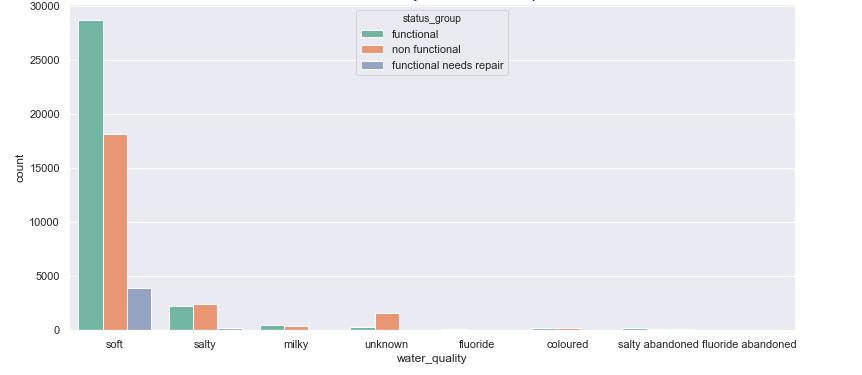 30000
25000
20000
15000
10000
5000
0
count
status_group
functional
non functional
functional needs repair
soft salty milky unknown fluoride coloured salty abandoned fluoride abandoned
water_quality